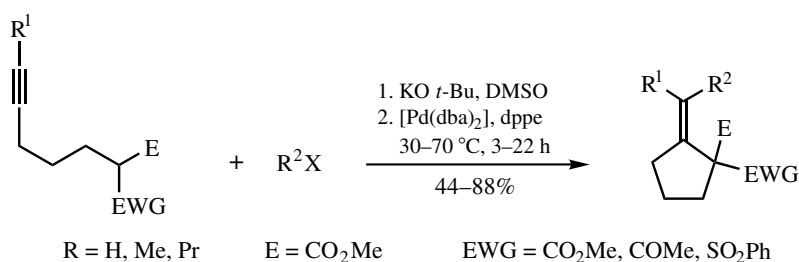 R¹
E
EWG
+
R²X
1. KO t-Bu, DMSO
2. [Pd(dba)₂], dppe
30–70 °C, 3–22 h
44–88%
R¹
R²
E
EWG
R = H, Me, Pr
E = CO₂Me
EWG = CO₂Me, COMe, SO₂Ph